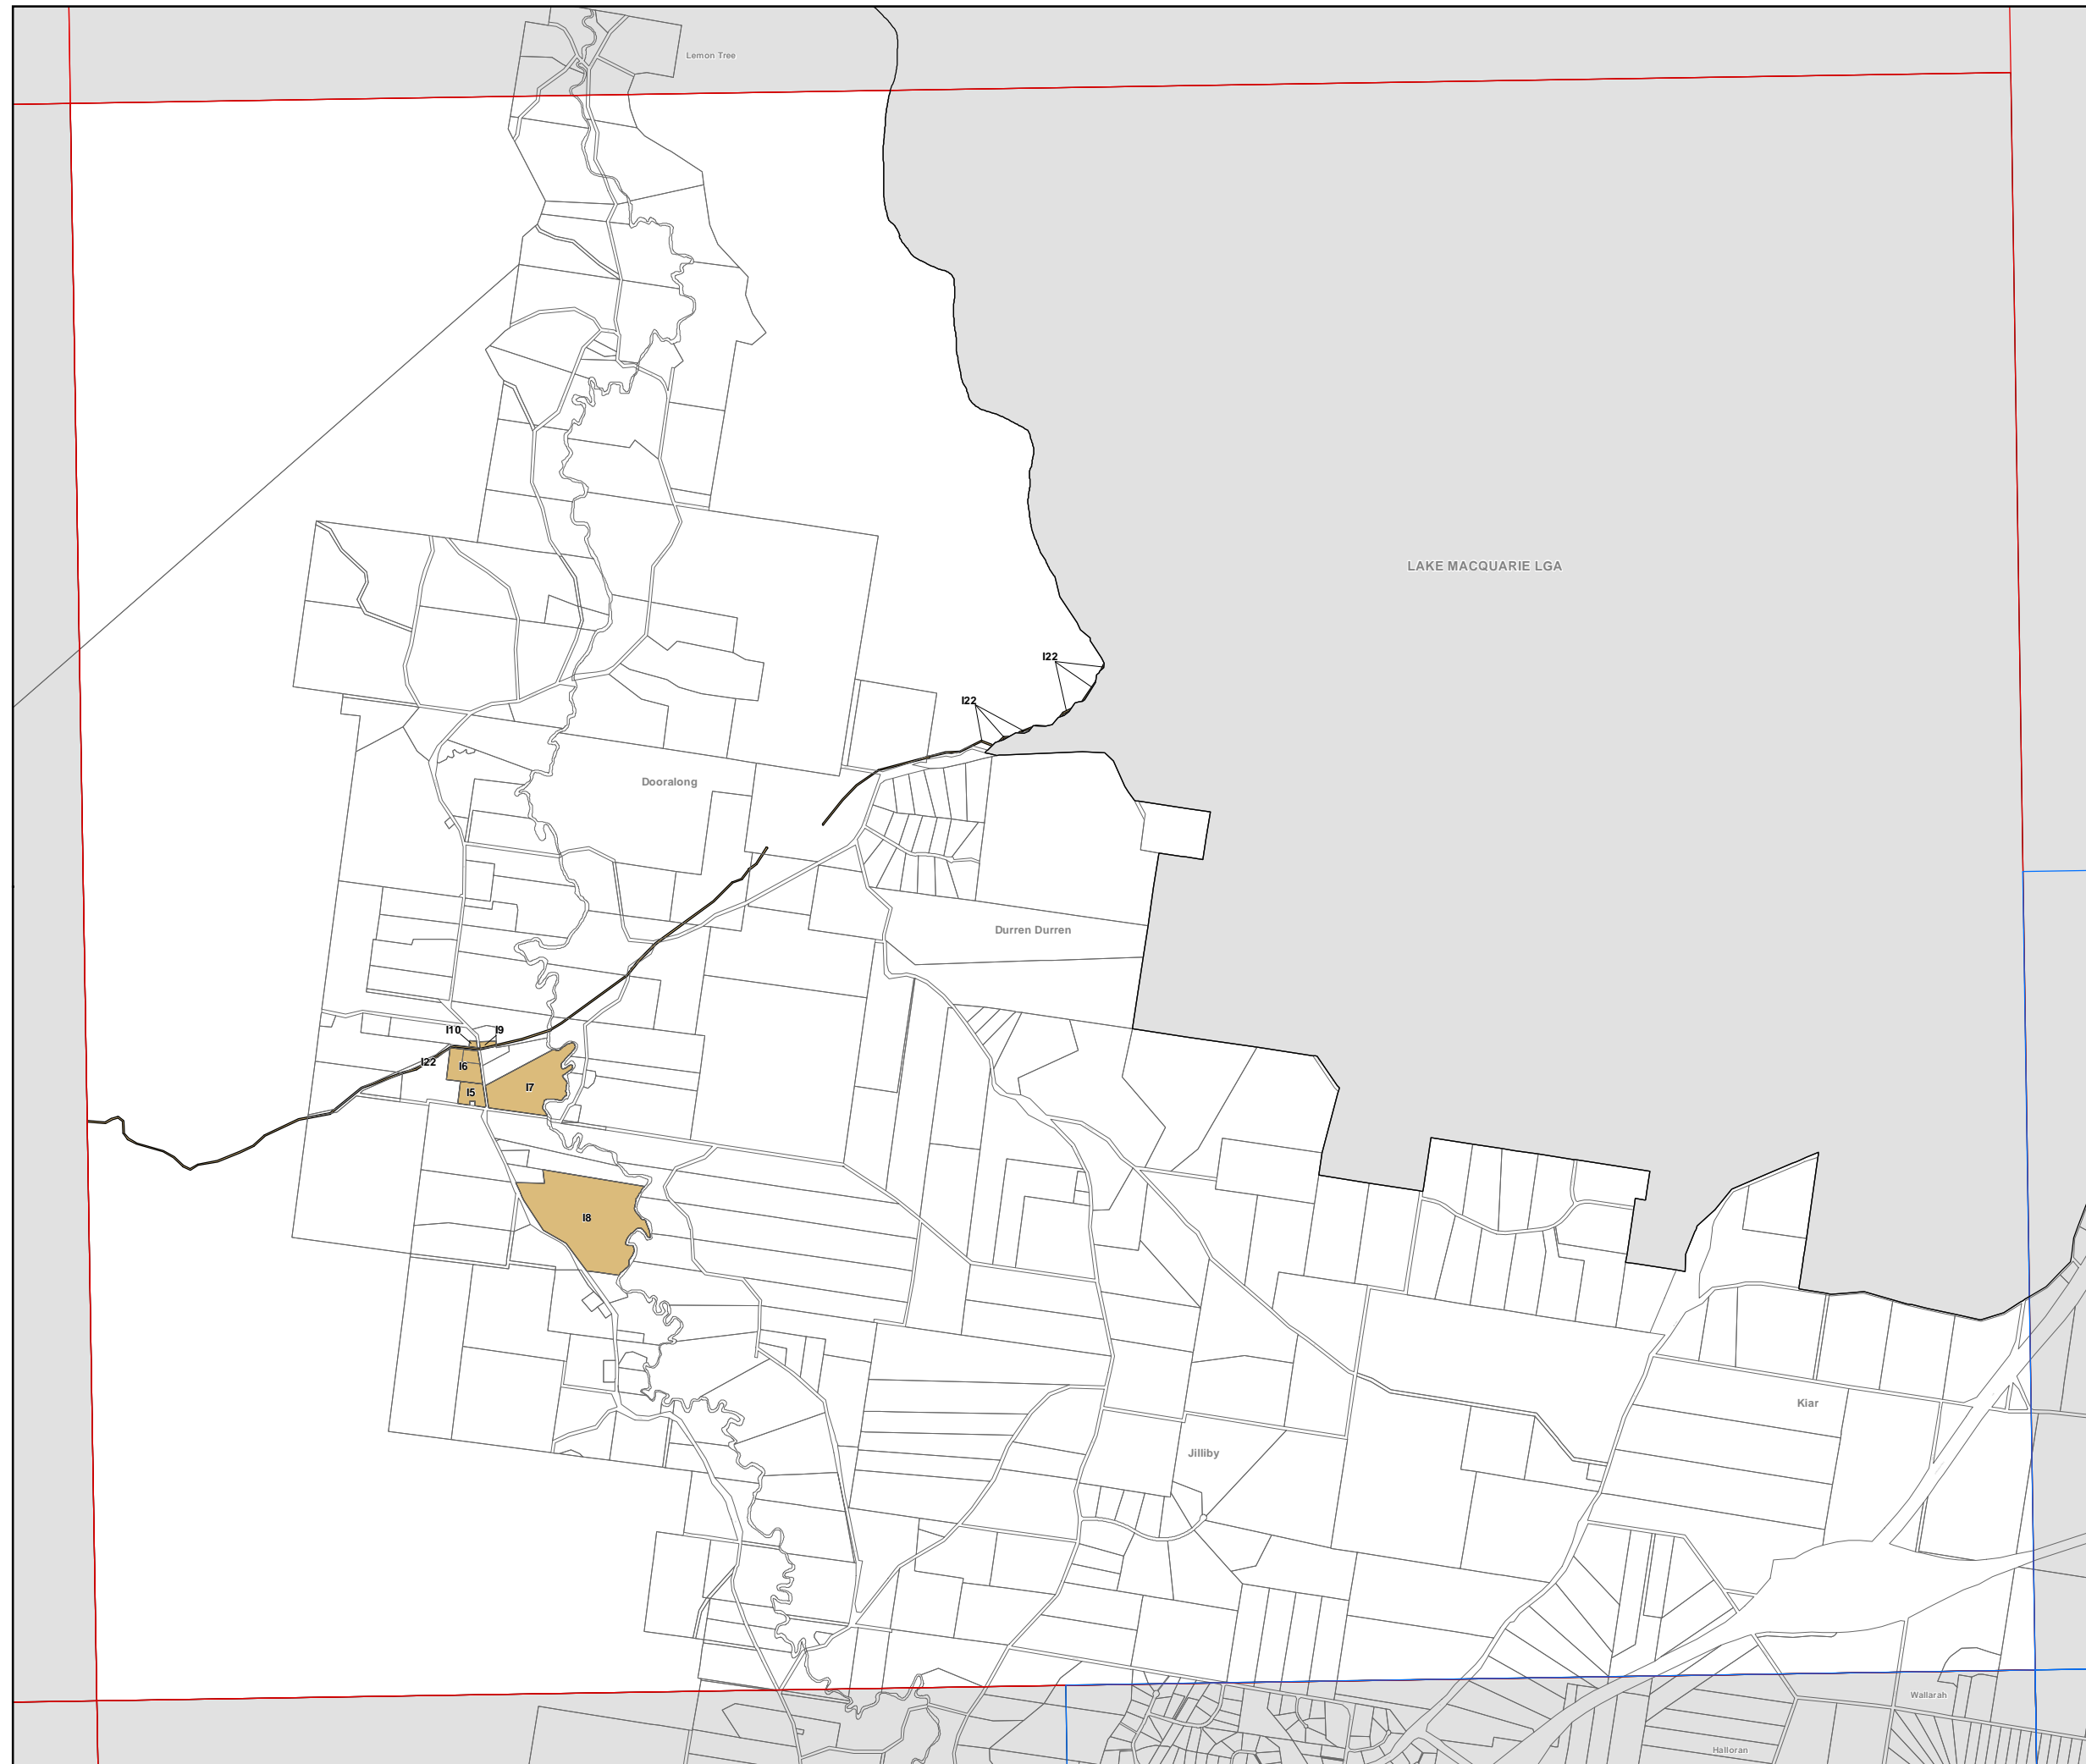 Lemon Tree
LAKE MACQUARIE LGA
I22
I22
Dooralong
Durren Durren
I10
I9
I22
I6
I7
I5
I8
Kiar
Jilliby
Wallarah
Halloran